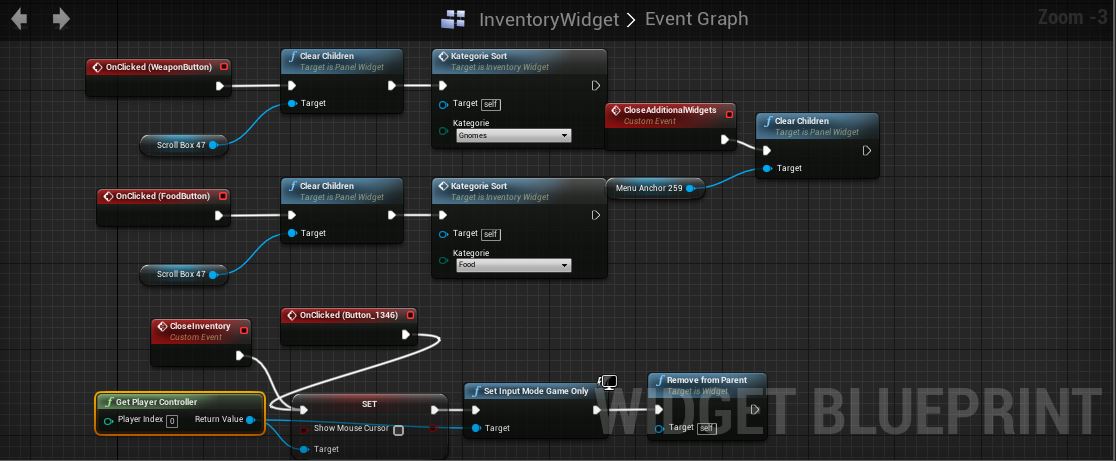 InventoryWidget > Event Graph
Zoom -3
OnClicked (WeaponButton)
Clear Children
Target is Panel Widget
Target
Scroll Box 47
Kategorie Sort
Target is Inventory Widget
Target self
Kategorie
Gnomes
CloseAdditionalWidgets
Custom Event
Clear Children
Target is Panel Widget
Target
Menu Anchor 259
OnClicked (FoodButton)
Clear Children
Target is Panel Widget
Target
Scroll Box 47
Kategorie Sort
Target is Inventory Widget
Target self
Kategorie
Food
CloseInventory
Custom Event
OnClicked (Button_1346)
Get Player Controller
Player Index 0 Return Value
SET
Show Mouse Cursor
Target
Set Input Mode Game Only
Target
Remove from Parent
Target is Widget
Target self
WIDGET BLUEPRINT